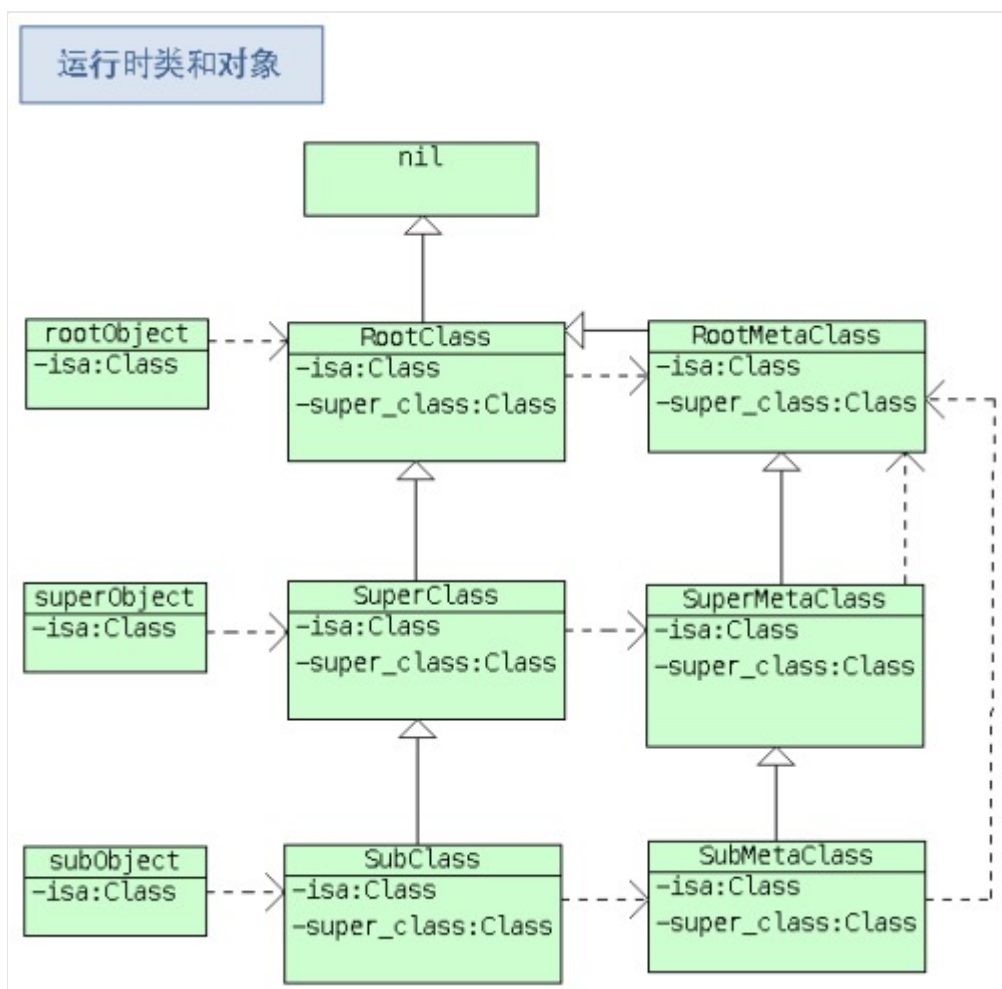 运行时类和对象
nil
rootObject
-isa:Class
RootClass
-isa:Class
-super_class:Class
RootMetaClass
-isa:Class
-super_class:Class
superObject
-isa:Class
SuperClass
-isa:Class
-super_class:Class
SuperMetaClass
-isa:Class
-super_class:Class
subObject
-isa:Class
SubClass
-isa:Class
-super_class:Class
SubMetaClass
-isa:Class
-super_class:Class